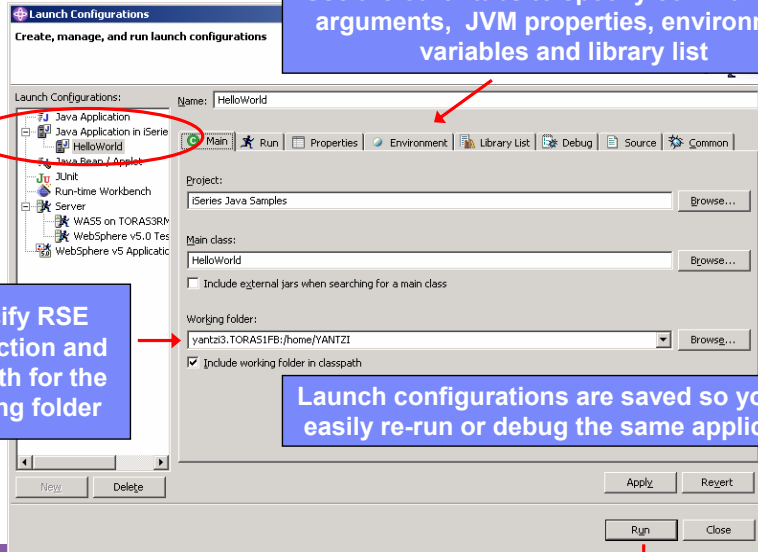 Launch Configurations
Create, manage, and run launch configurations
arguments, JVM properties, environ
variables and library list
Launch Configurations:
Java Application
Java Application in iSerie
HelloWorld
Java Bean / Applet
JUnit
Run-time Workbench
Server
WAS5 on TORAS3RM
WebSphere v5.0 Tes
WebSphere v5 Applicatio
Name: HelloWorld
Main Run Properties Environment Library List Debug Source Common
Project:
iSeries Java Samples
Browse...
Main class:
HelloWorld
Browse...
Include external jars when searching for a main class
Working folder:
yantzi3.TORAS1FB:/home/YANTZI
Browse...
Include working folder in classpath
ify RSE
ction and
th for the
ng folder
Launch configurations are saved so yo
easily re-run or debug the same applic
New Delete
Apply Revert
Run Close